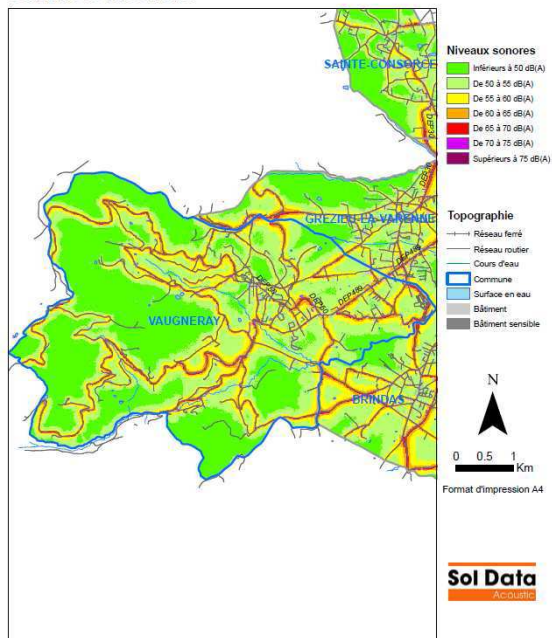 SAINTE-CONSORCE
GREZIEU-LA-VARENNE
DEP489
VAUGNERAY
DEP50
DEP489
BRINDAS
Niveaux sonores
Inférieurs à 50 dB(A)
De 50 à 55 dB(A)
De 55 à 60 dB(A)
De 60 à 65 dB(A)
De 65 à 70 dB(A)
De 70 à 75 dB(A)
Supérieurs à 75 dB(A)
Topographie
Réseau ferré
Réseau routier
Cours d'eau
Commune
Surface en eau
Bâtiment
Bâtiment sensible
N
0 0.5 1
Km
Format d'impression A4
Sol Data
Acoustic